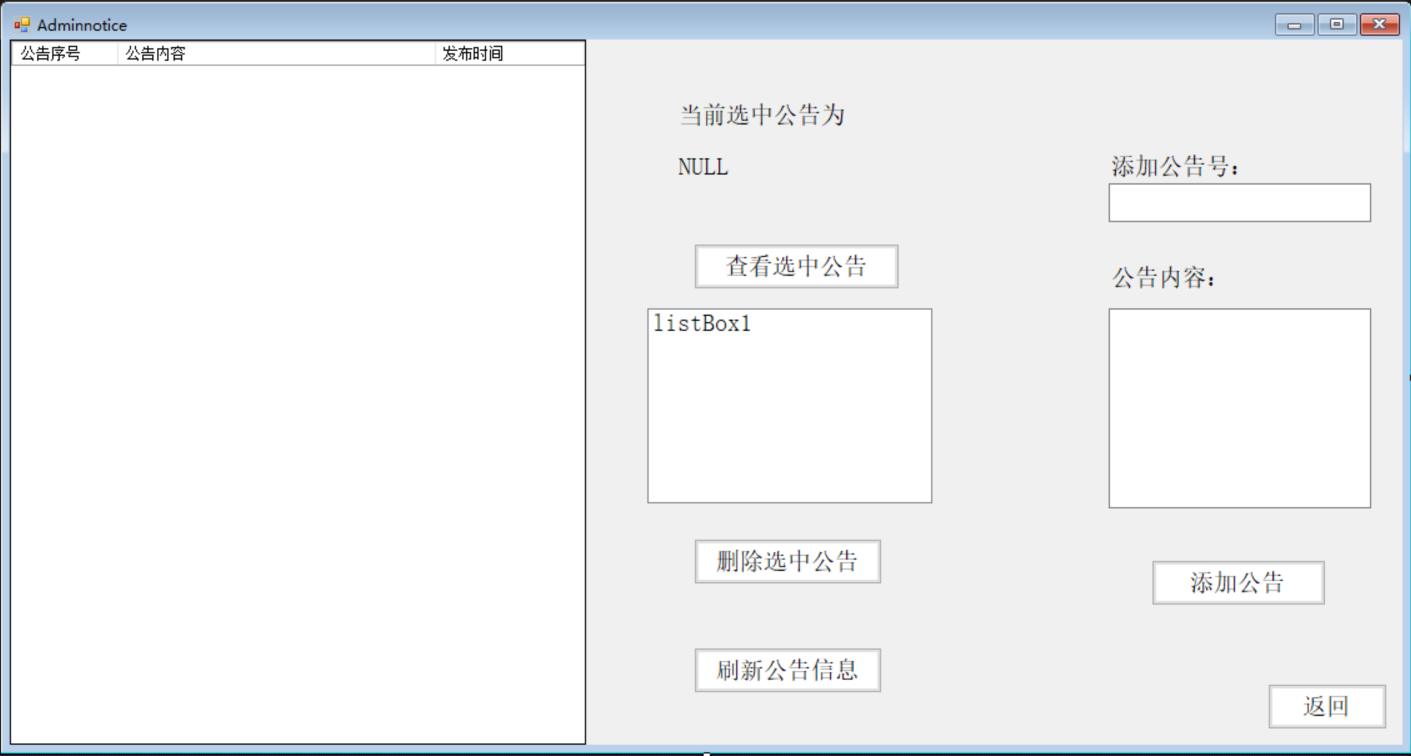 Adminnotice
公告序号 公告内容 发布时间
当前选中公告为
NULL
查看选中公告
listBox1
删除选中公告
刷新公告信息
添加公告号：
公告内容：
添加公告
返回